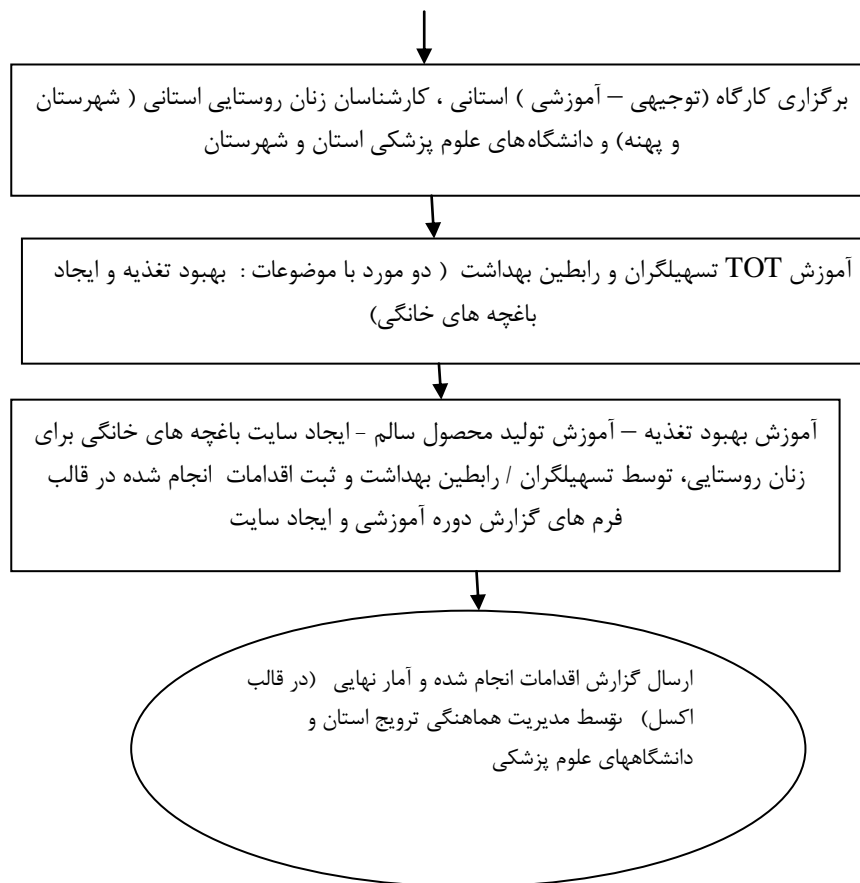 برگزاری کارگاه (توجیهی – آموزشی ) استانی ، کارشناسان زنان روستایی استانی ( شهرستان
و پهنه) و دانشگاه‌های علوم پزشکی استان و شهرستان
آموزش TOT تسهیلگران و رابطین بهداشت ( دو مورد با موضوعات : بهبود تغذیه و ایجاد
باغچه های خانگی)
آموزش بهبود تغذیه – آموزش تولید محصول سالم - ایجاد سایت باغچه های خانگی برای
زنان روستایی، توسط تسهیلگران / رابطین بهداشت و ثبت اقدامات انجام شده در قالب
فرم های گزارش دوره آموزشی و ایجاد سایت
ارسال گزارش اقدامات انجام شده و آمار نهایی (در قالب
اکسل) توسط مدیریت هماهنگی ترویج استان و
دانشگاههای علوم پزشکی